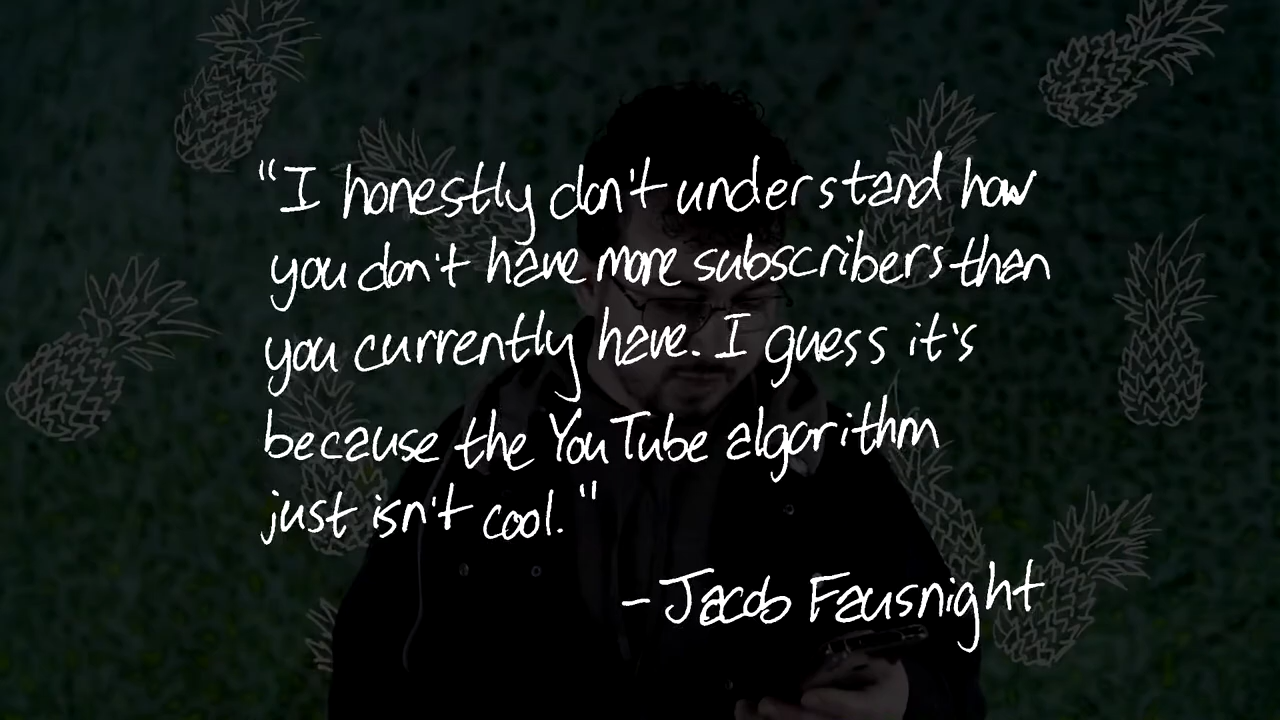 "I honestly don't understand how
you don't have more subscribers than
you currently have. I guess it's
because the YouTube algorithm
just isn't cool."
- Jacob Fausnight